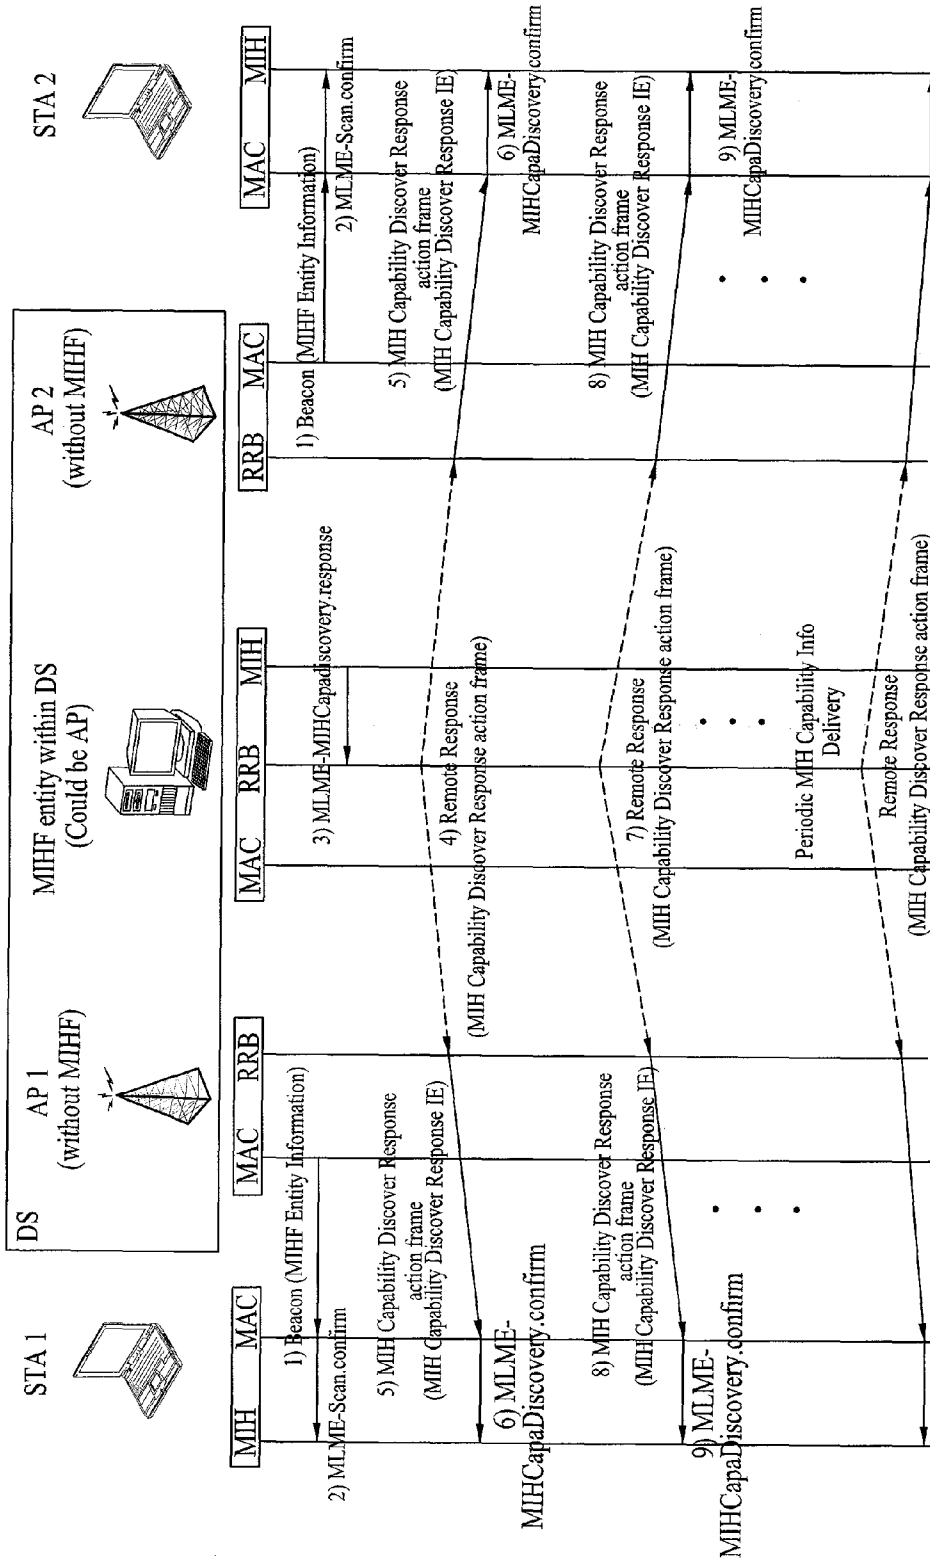 STA 1
DS
AP 1
(without MIHF)
MIHF entity within DS
(Could be AP)
AP 2
(without MIHF)
STA 2
MIH
MAC
MAC
RRB
MAC
RRB
MIH
RRB
MAC
MAC
MIH
1) Beacon (MIHF Entity Information)
2) MLME-Scan.confirm
1) Beacon (MIHF Entity Information)
2) MLME-Scan.confirm
3) MLME-MIHCapadiscovery.response
4) Remote Response
(MIH Capability Discover Response action frame)
5) MIH Capability Discover Response
action frame
(MIH Capability Discover Response IE)
5) MIH Capability Discover Response
action frame
(MIH Capability Discover Response IE)
6) MLME-
MIHCapaDiscovery.confirm
6) MLME-
MIHCapaDiscovery.confirm
7) Remote Response
(MIH Capability Discover Response action frame)
8) MIH Capability Discover Response
action frame
(MIH Capability Discover Response IE)
8) MIH Capability Discover Response
action frame
(MIH Capability Discover Response IE)
9) MLME-
MIHCapaDiscovery.confirm
9) MLME-
MIHCapaDiscovery.confirm
Periodic MIH Capability Info
Delivery
Remote Response
(MIH Capability Discover Response action frame)